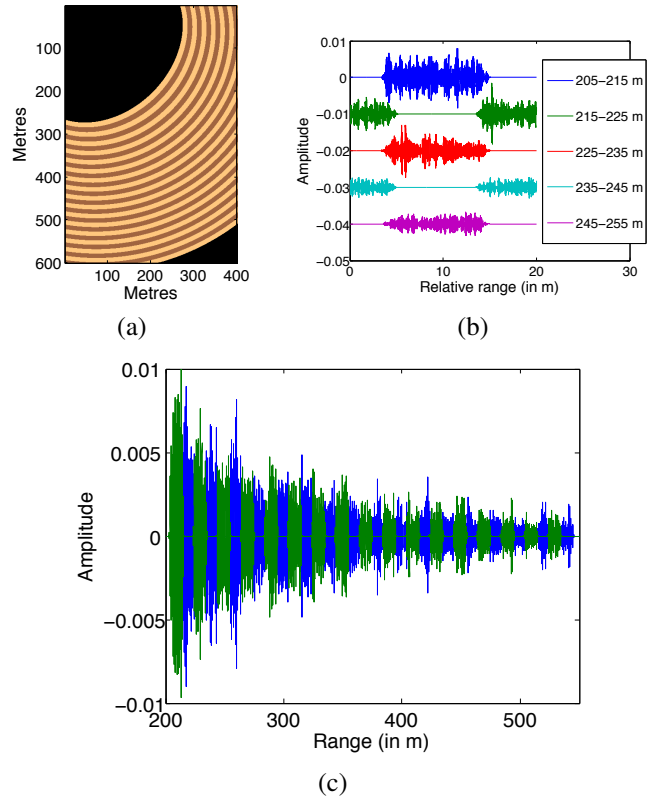 100
200
300
400
500
600
Metres
100 200 300 400
Metres
(a)
0.01
0
−0.01
−0.02
−0.03
−0.04
−0.05
Amplitude
0 10 20 30
Relative range (in m)
205−215 m
215−225 m
225−235 m
235−245 m
245−255 m
(b)
0.01
0.005
0
−0.005
−0.01
Amplitude
200 300 400 500
Range (in m)
(c)